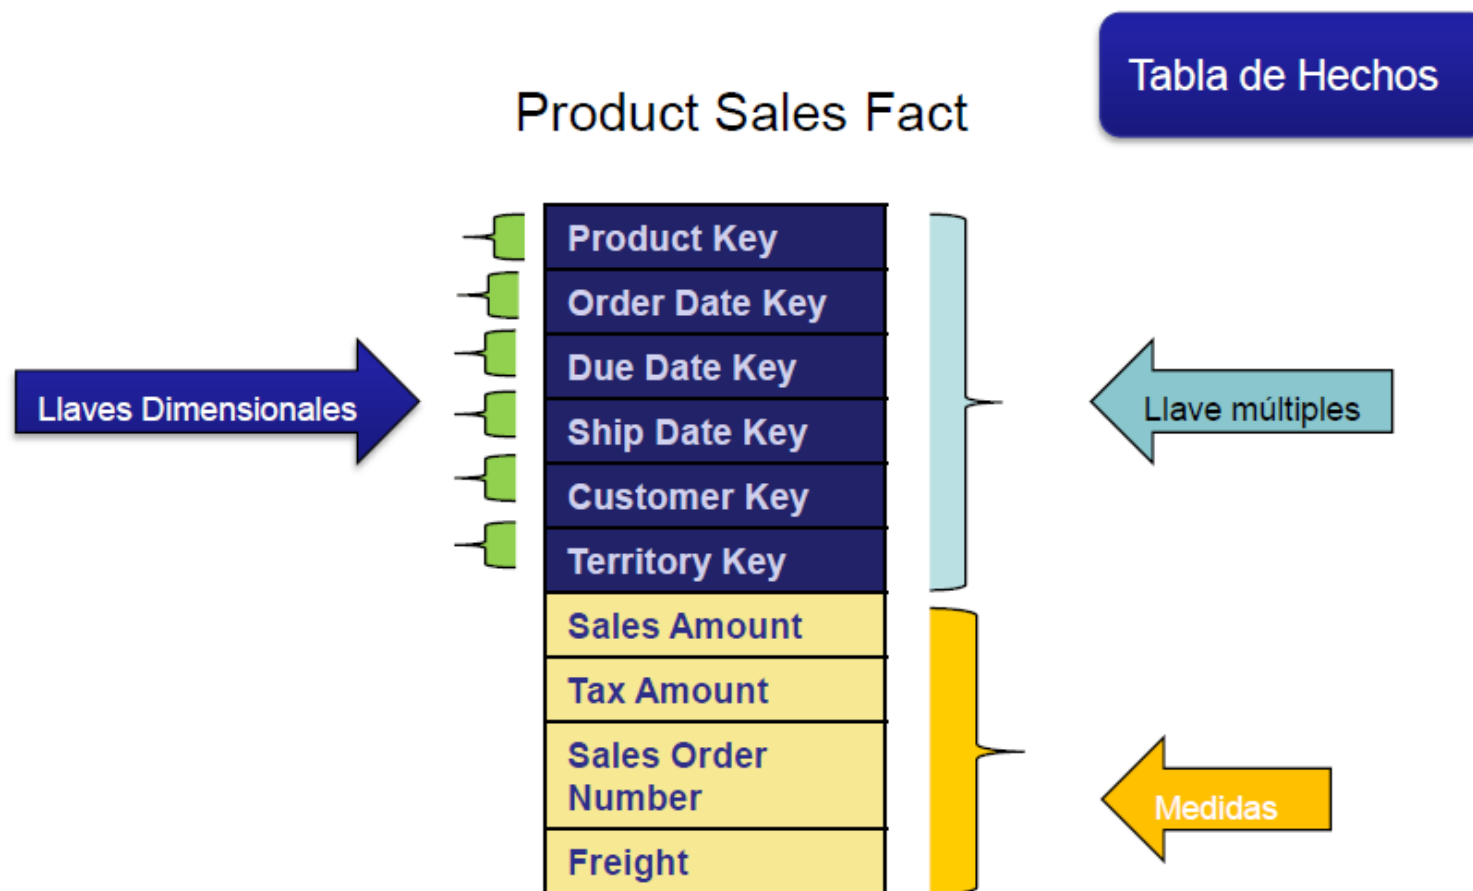 Tabla de Hechos
Product Sales Fact
Product Key
Order Date Key
Due Date Key
Llaves Dimensionales
Llave múltiples
Ship Date Key
Customer Key
Territory Key
Sales Amount
Tax Amount
Sales Order
Number
Medidas
Freight